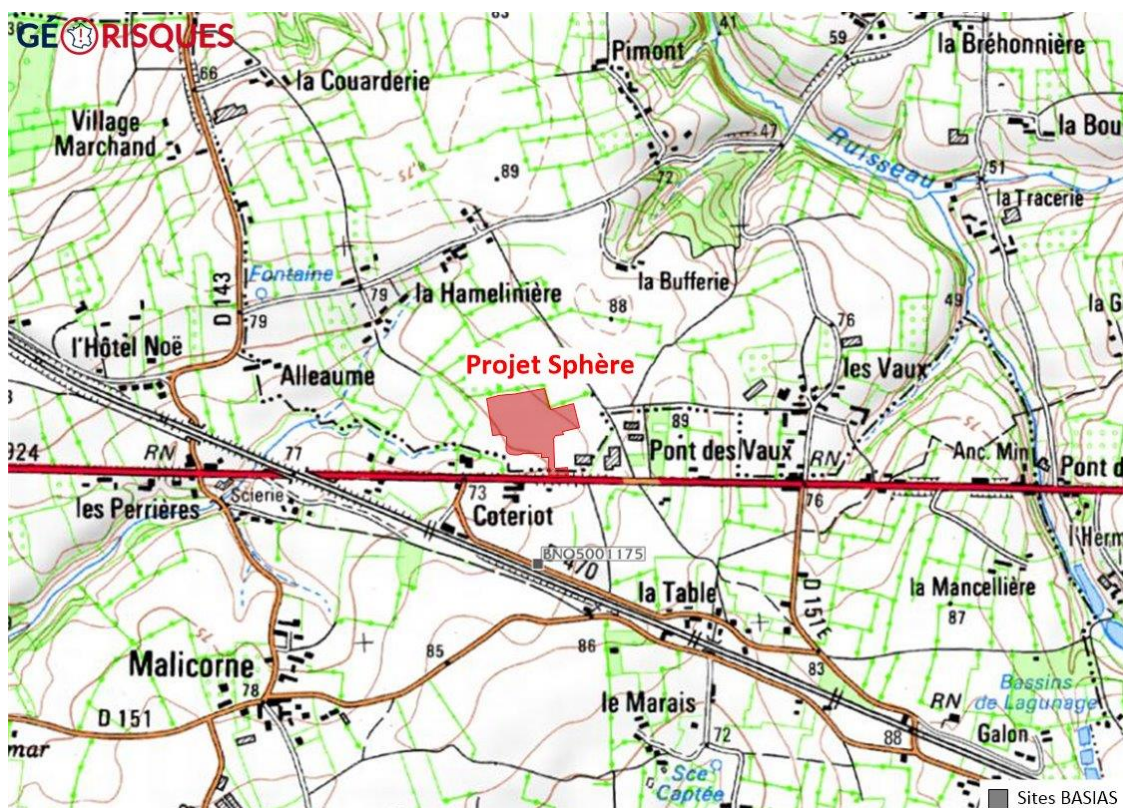 GÉORISQUES
41
59
la Bréhonnière
Pimont
66
la Couarderie
Village
Marchand
47
la Bou
Ruisseau
51
89
72
la Tracerie
75
Fontaine
D 143
79
la Hamelinière
la Bufferie
49
79
88
76
la G
l'Hôtel Noë
Projet Sphère
les Vaux
Alleaume
75
89
924
RN
77
Pont des Vaux
RN
Anc. Min
Pont d
Scierie
73
76
les Perrières
Coteriot
l'Herm
BNO5001175
470
la Table
D 151E
la Mancellière
87
75
86
85
Malicorne
83
78
Bassins
de Lagunage
D 151
le Marais
RN
Galon
mar
72
88
Sce
Captée
Sites BASIAS